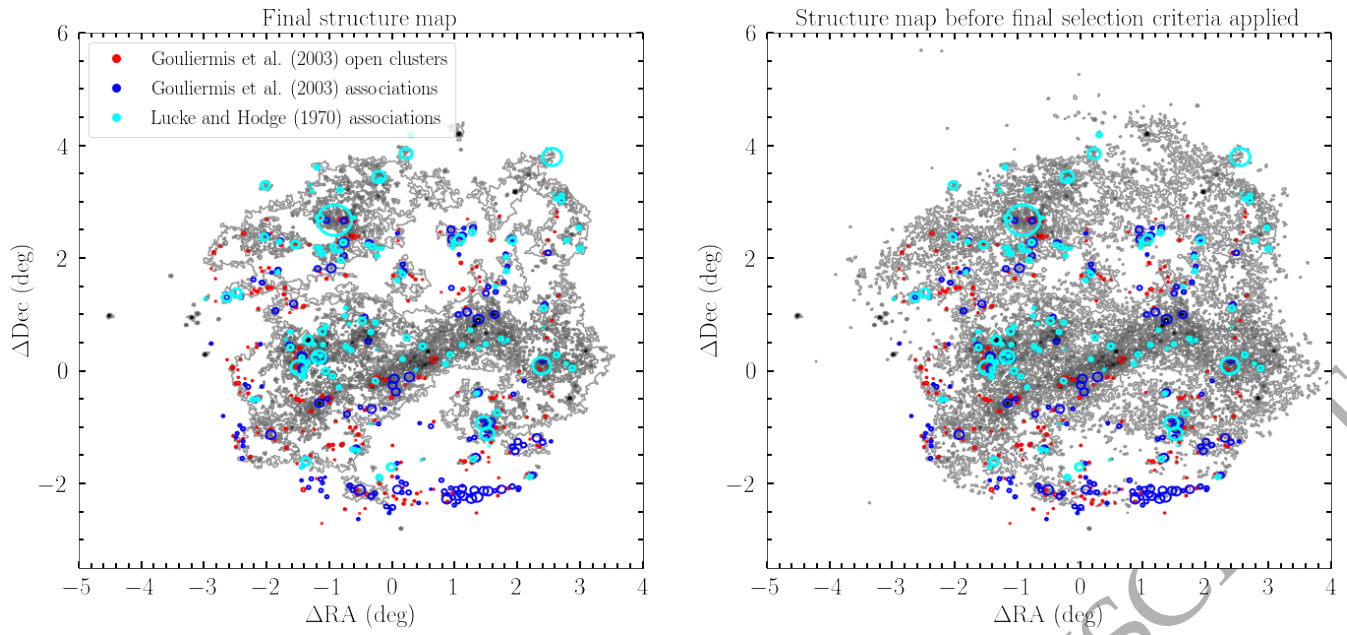 Final structure map
Gouliermis et al. (2003) open clusters
Gouliermis et al. (2003) associations
Lucke and Hodge (1970) associations
6
4
2
0
−2
ΔDec (deg)
−5 −4 −3 −2 −1 0 1 2 3 4
ΔRA (deg)
Structure map before final selection criteria applied
6
4
2
0
−2
ΔDec (deg)
−5 −4 −3 −2 −1 0 1 2 3 4
ΔRA (deg)